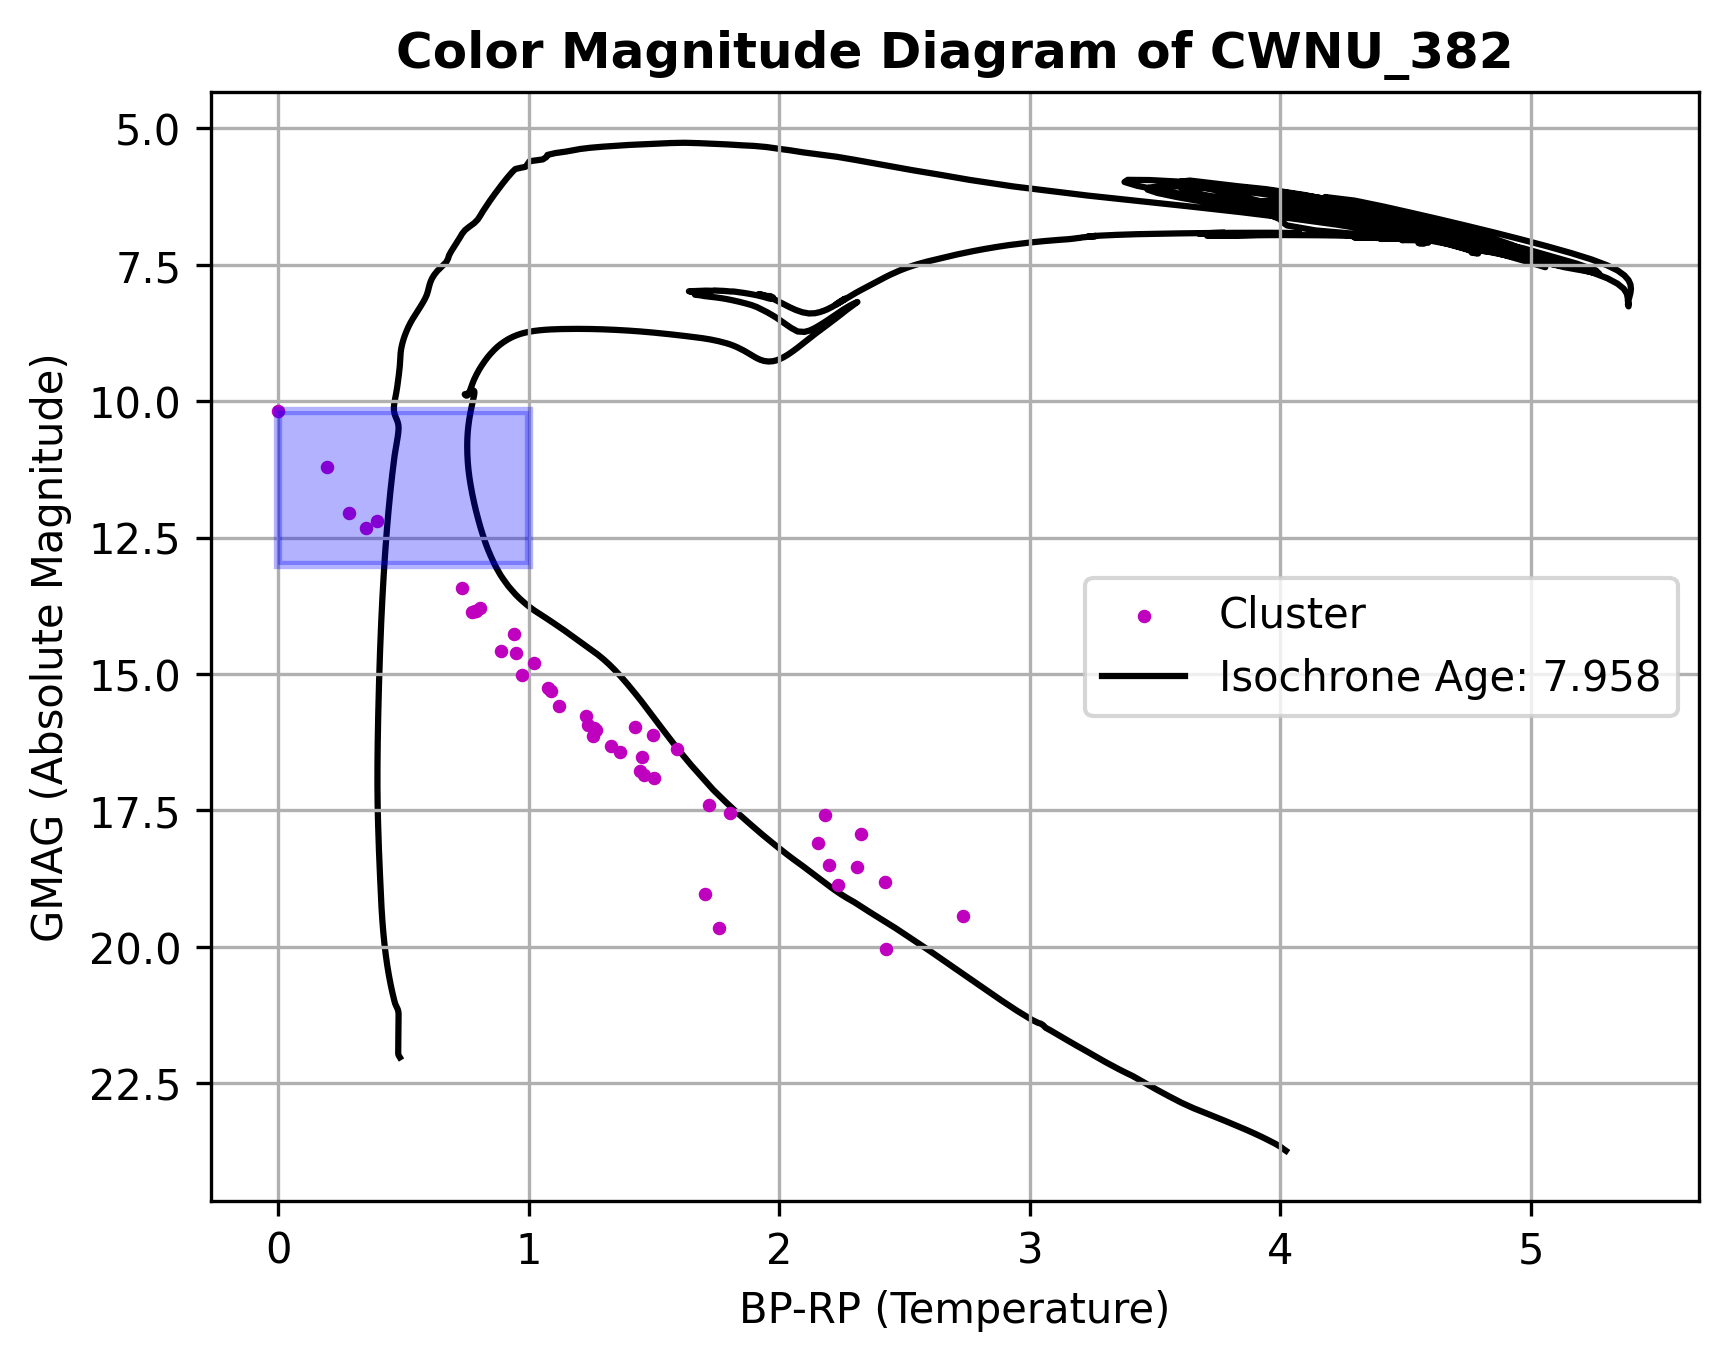 Color Magnitude Diagram of CWNU_382
GMAG (Absolute Magnitude)
5.0
7.5
10.0
12.5
15.0
17.5
20.0
22.5
Cluster
Isochrone Age: 7.958
0 1 2 3 4 5
BP-RP (Temperature)